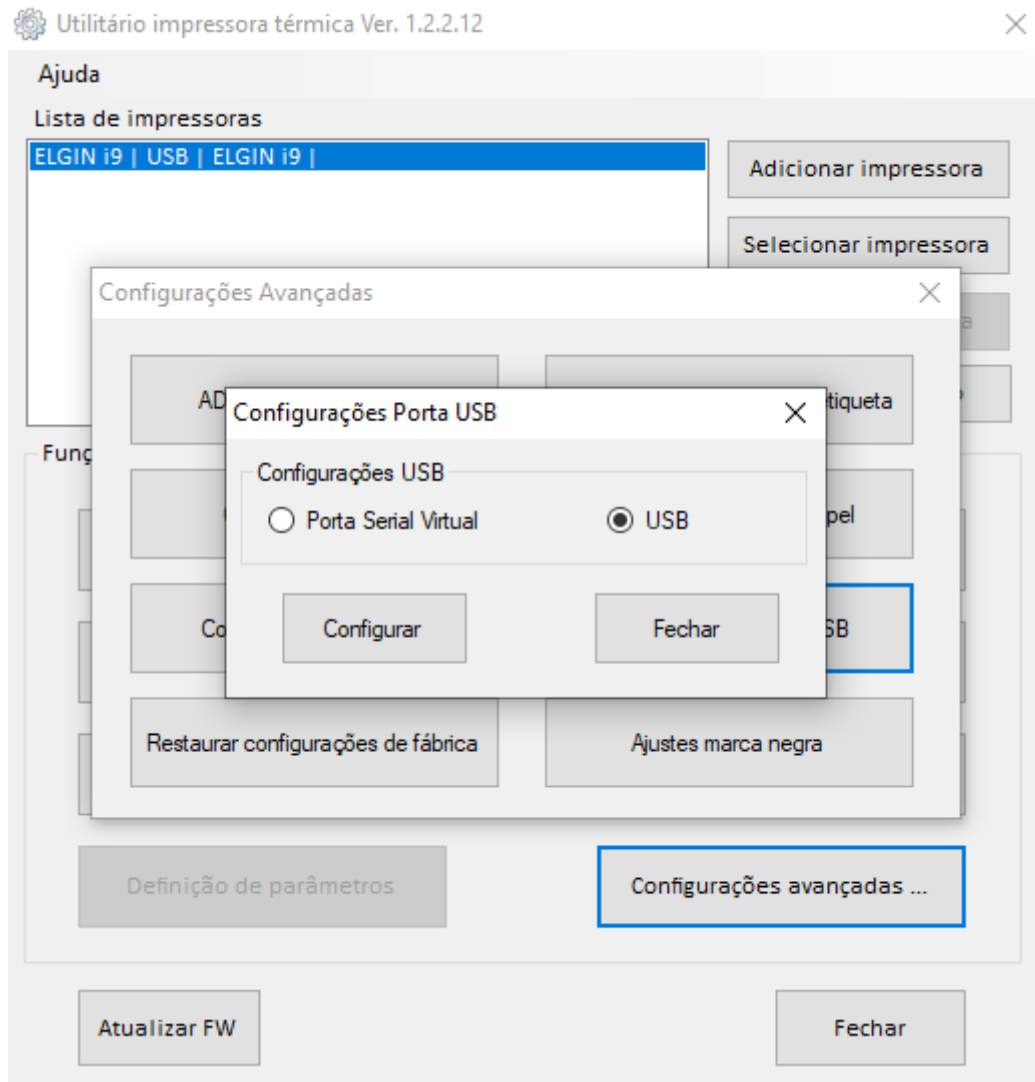 Utilitário impressora térmica Ver. 1.2.2.12
Ajuda
Lista de impressoras
ELGIN i9 | USB | ELGIN i9 |
Adicionar impressora
Selecionar impressora
Configurações Avançadas
Configurações Porta USB
Configurações USB
Porta Serial Virtual
USB
Configurar
Fechar
Restaurar configurações de fábrica
Ajustes marca negra
Definição de parâmetros
Configurações avançadas ...
Atualizar FW
Fechar